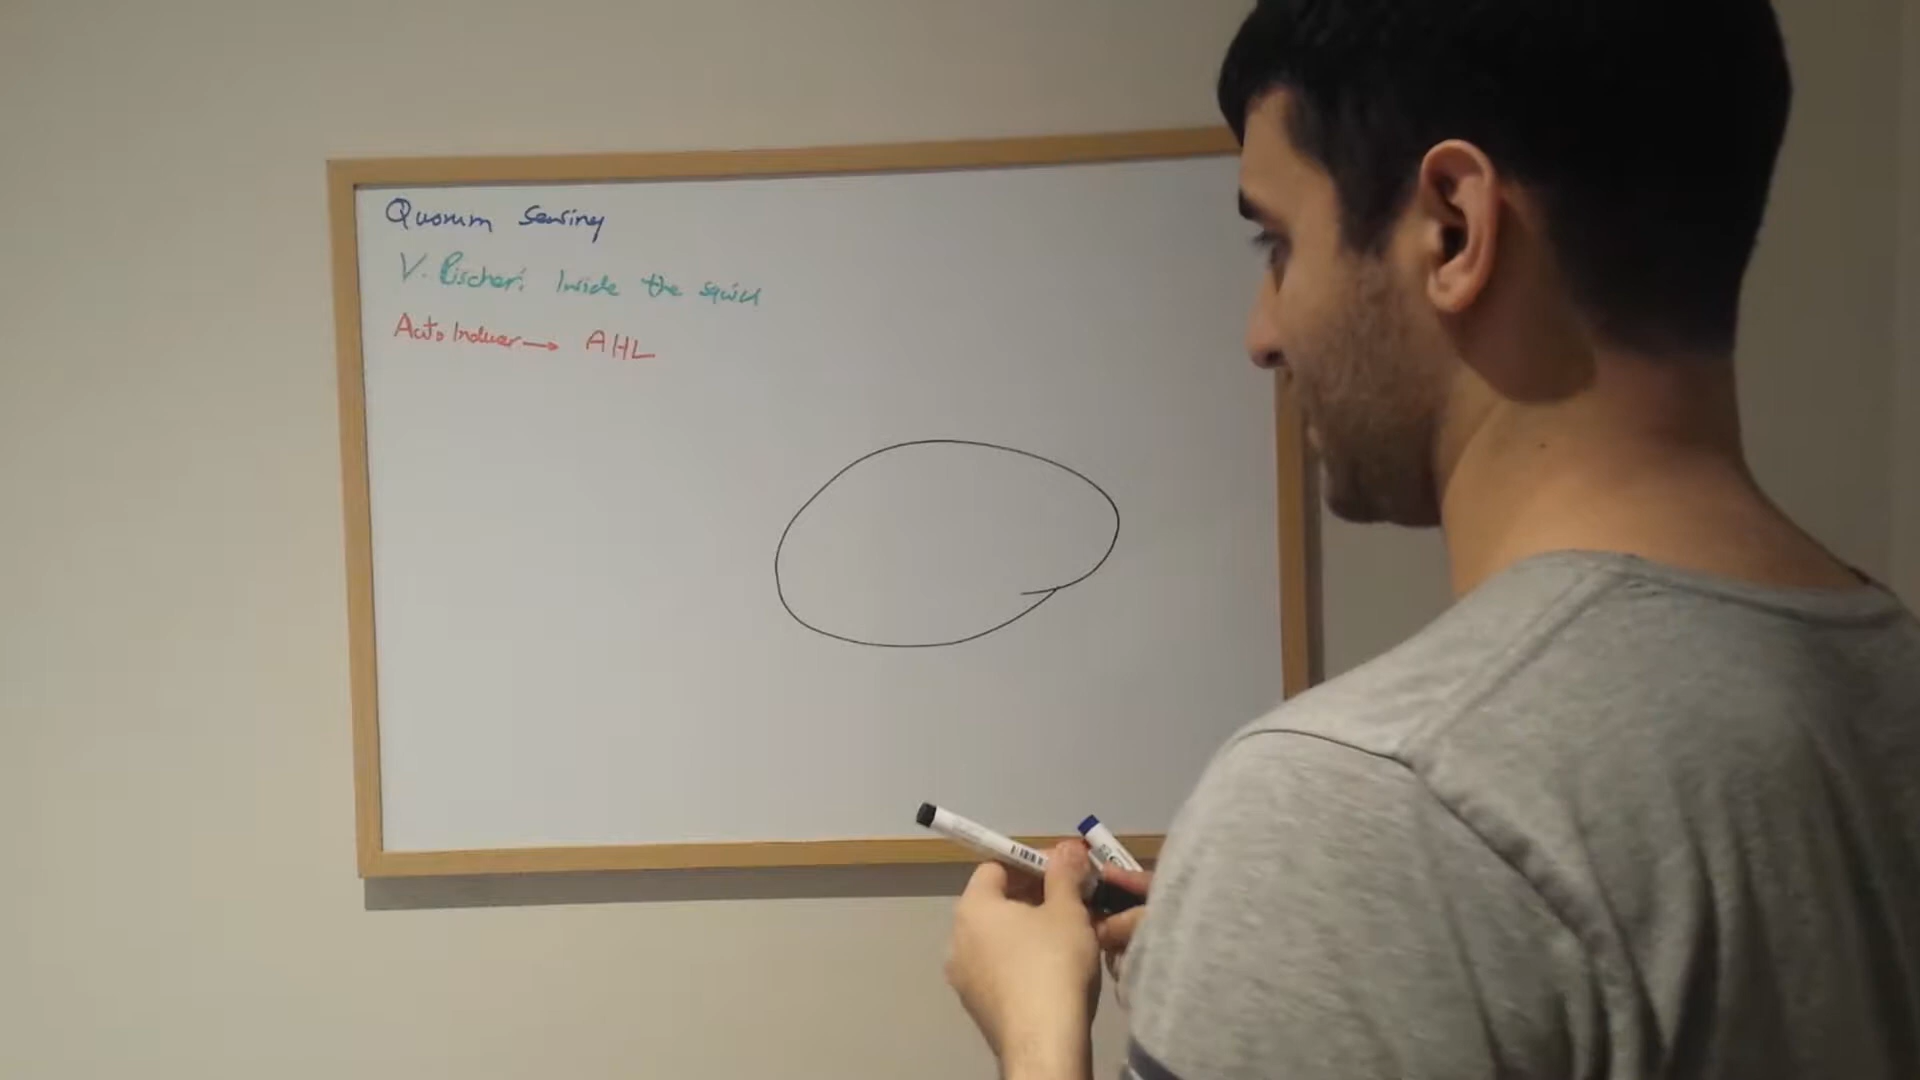 Quorum Sensing
V. Fischeri Inside the squid
Auto Inducer → AHL